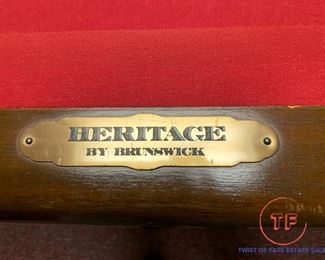 HERITAGE
BY BRUNSWICK
TF
TWIST OF FATE ESTATE SALES